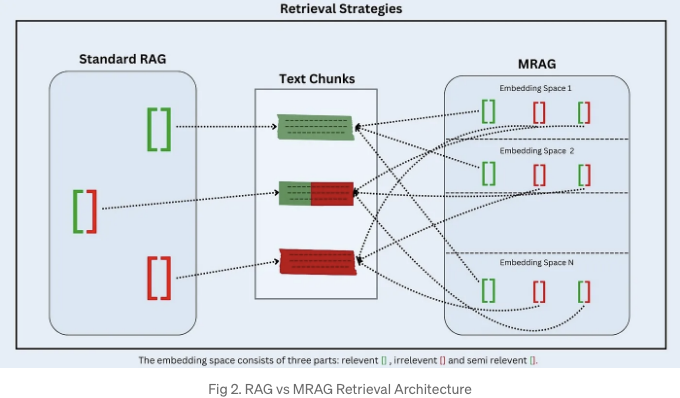 Retrieval Strategies
Standard RAG
[]
[]
[]
Text Chunks
MRAG
Embedding Space 1
[] [] []
Embedding Space 2
[] [] []
Embedding Space N
[] [] []
The embedding space consists of three parts: relevent [] , irrelevent [] and semi relevent [].
Fig 2. RAG vs MRAG Retrieval Architecture